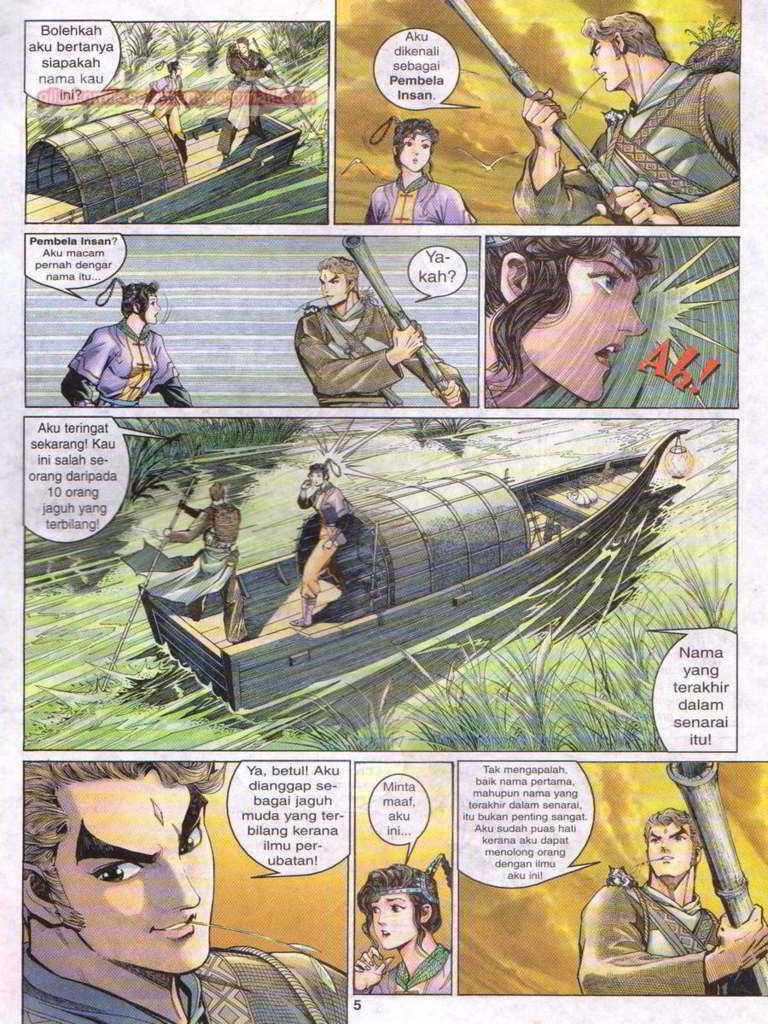 Bolehkah
aku bertanya
siapakah
nama kau
ini?
Aku
dikenali
sebagai
Pembela
Insan.
Pembela Insan?
Aku macam
pernah dengar
nama itu...
Ya-
kah?
Ah!
Aku teringat
sekarang! Kau
ini salah se-
orang daripada
10 orang
jaguh yang
terbilang!
Nama
yang
terakhir
dalam
senarai
itu!
Ya, betul! Aku
dianggap se-
bagai jaguh
muda yang ter-
bilang kerana
ilmu per-
ubatan!
Minta
maaf,
aku
ini...
Tak mengapalah,
baik nama pertama,
mahupun nama yang
terakhir dalam senarai,
itu bukan penting sangat.
Aku sudah puas hati
kerana aku dapat
menolong orang
dengan ilmu
aku ini!
5